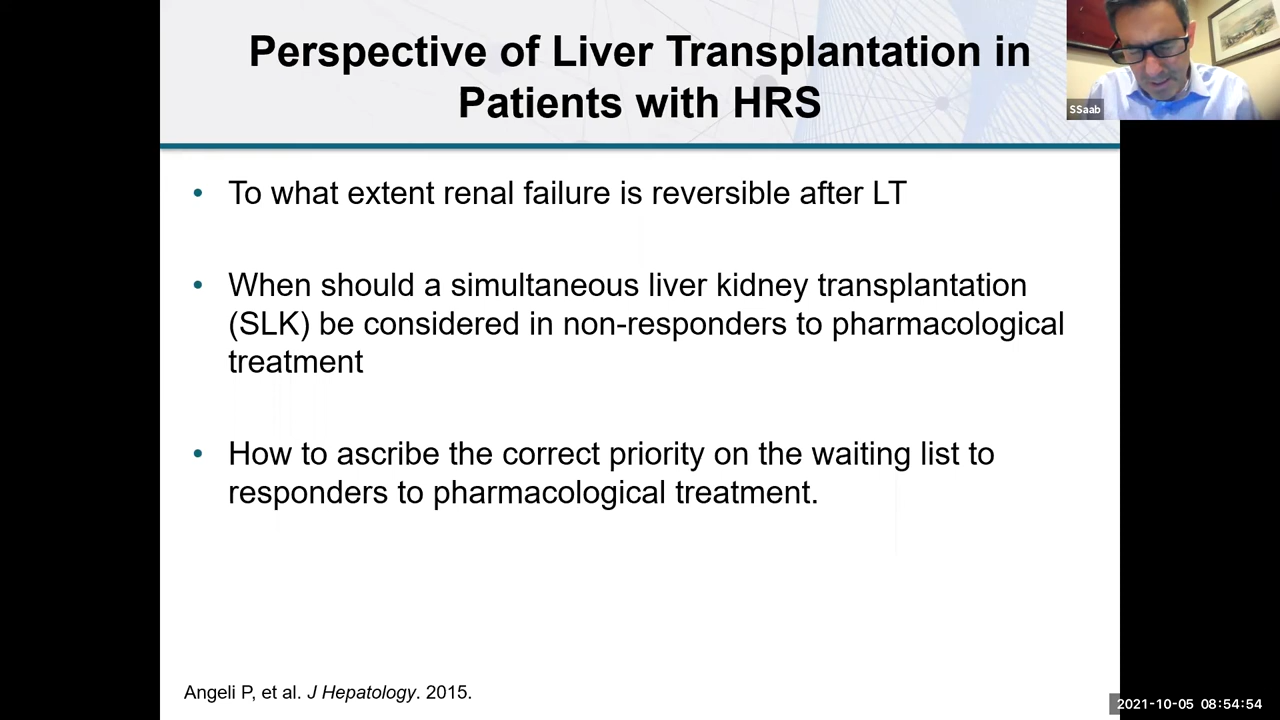 Perspective of Liver Transplantation in
Patients with HRS
SSaab
• To what extent renal failure is reversible after LT
• When should a simultaneous liver kidney transplantation
(SLK) be considered in non-responders to pharmacological
treatment
• How to ascribe the correct priority on the waiting list to
responders to pharmacological treatment.
Angeli P, et al. J Hepatology. 2015.
2021-10-05 08:54:54